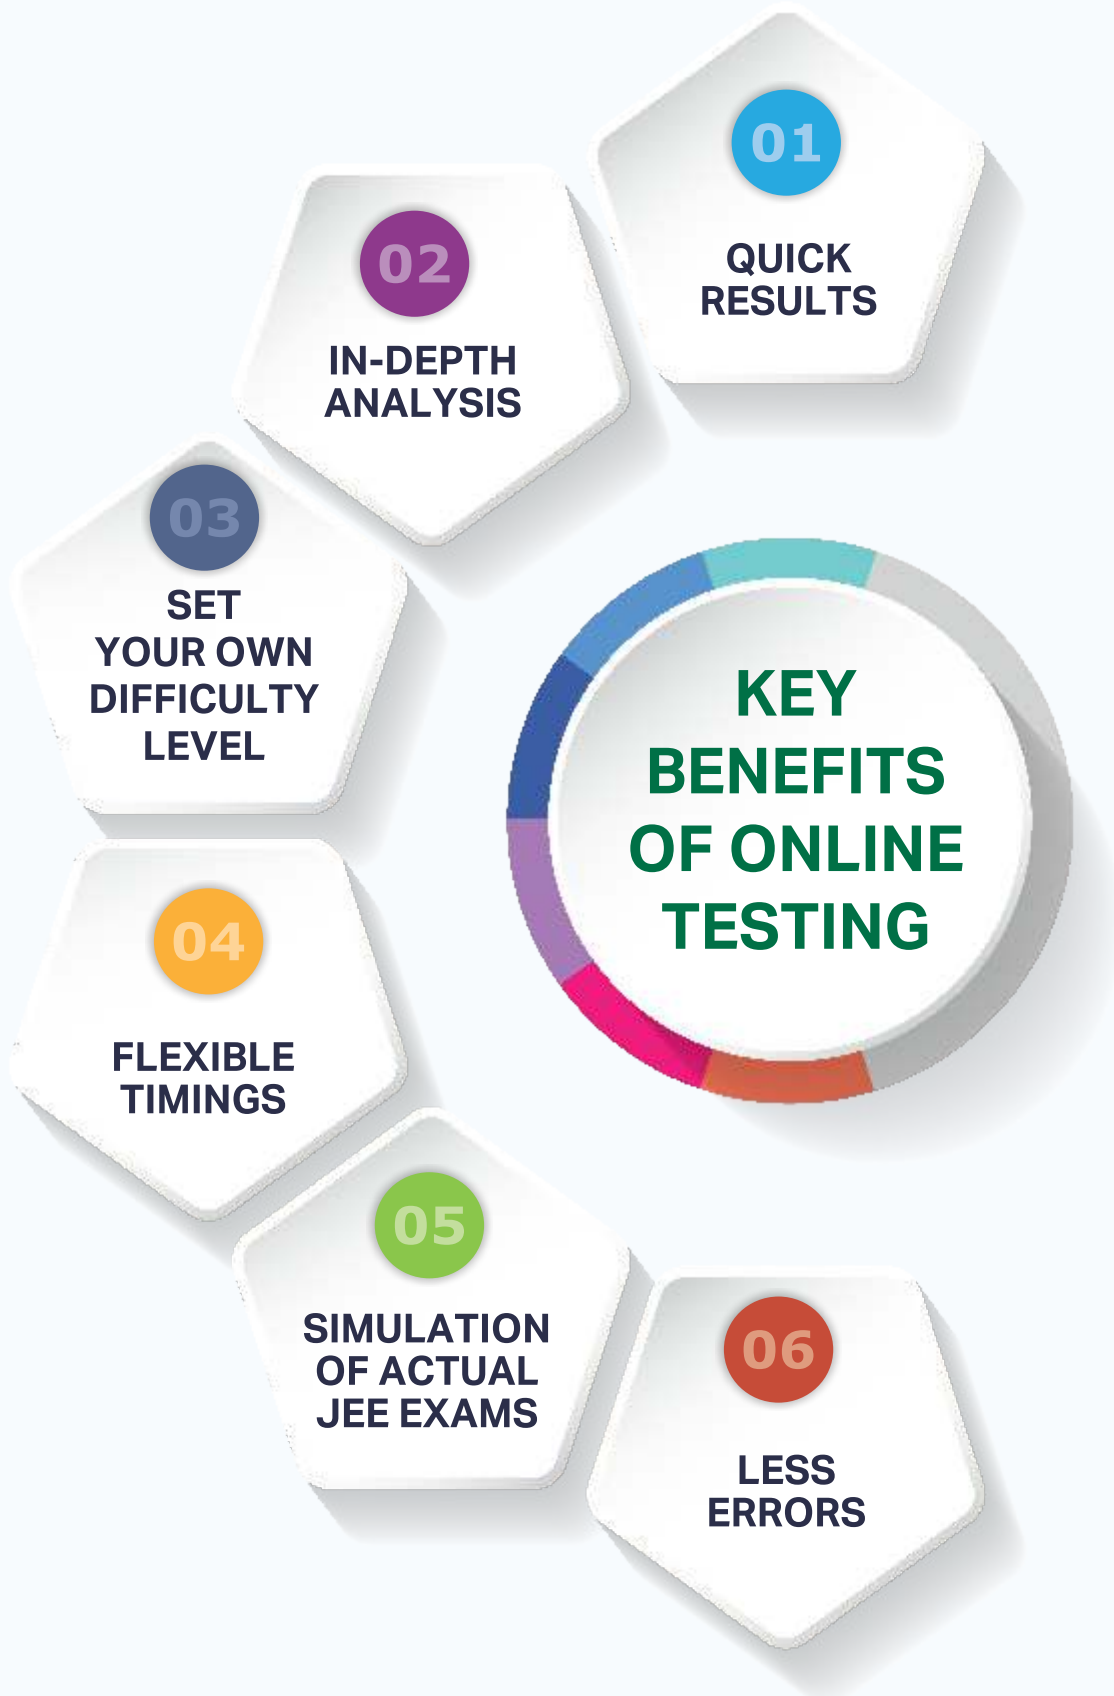 01
QUICK
RESULTS
02
IN-DEPTH
ANALYSIS
03
SET
YOUR OWN
DIFFICULTY
LEVEL
KEY
BENEFITS
OF ONLINE
TESTING
04
FLEXIBLE
TIMINGS
05
SIMULATION
OF ACTUAL
JEE EXAMS
06
LESS
ERRORS